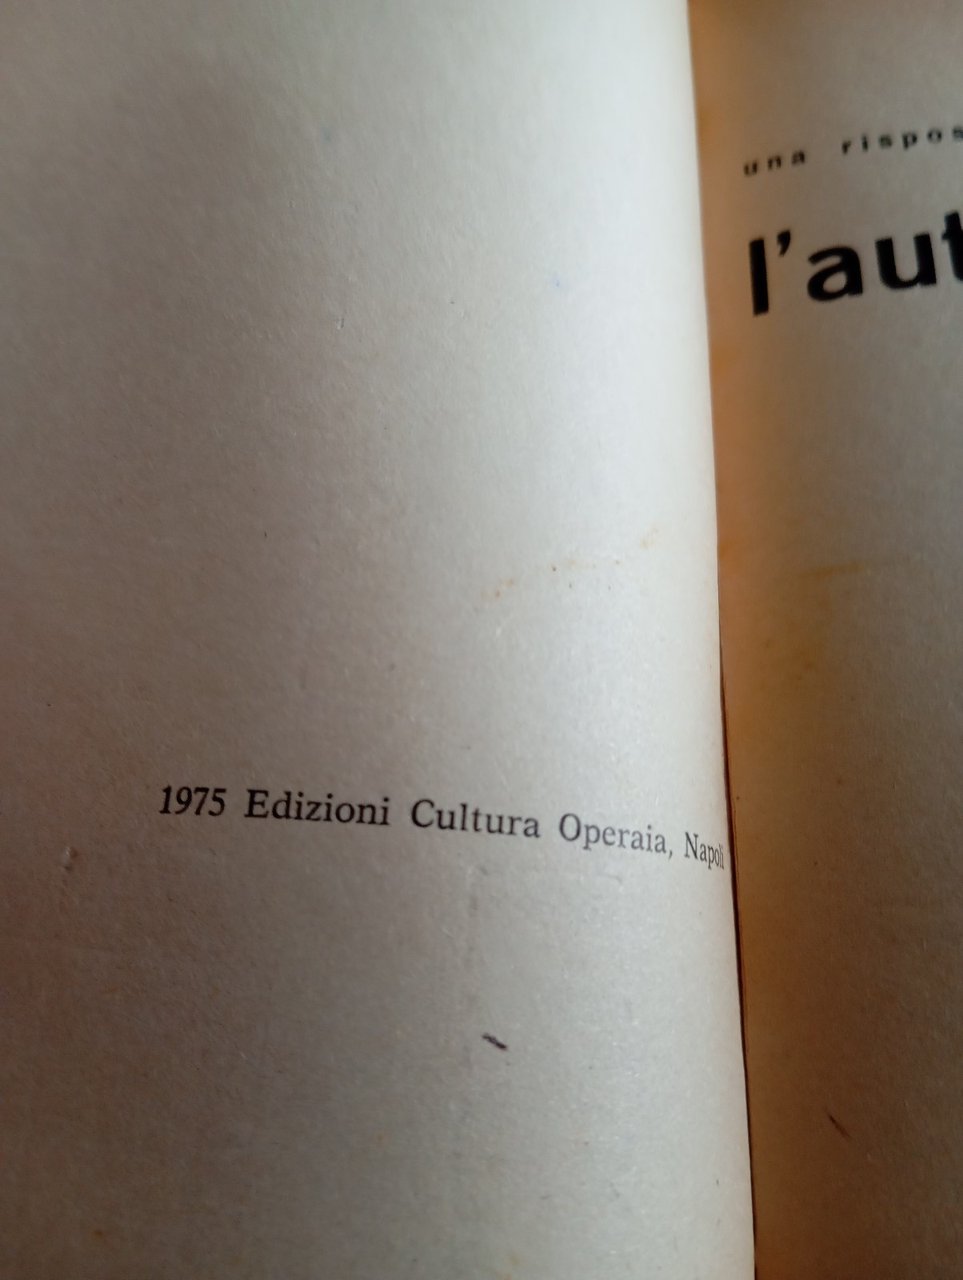 1975 Edizioni Cultura Operaia, Napoli
una rispos
l'aut